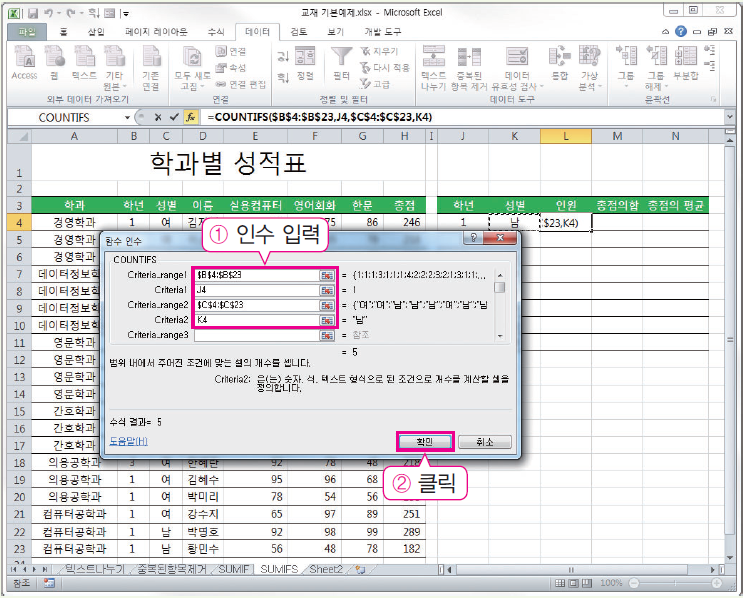 교재 기본예제.xlsx - Microsoft Excel
파일 홈 삽입 페이지 레이아웃 수식 데이터 검토 보기 개발 도구
Access 웹 텍스트 기타 원본 기존 연결
외부 데이터 가져오기
모두 새로 고침 연결 속성 연결 편집
연결
정렬 필터 지우기 다시 적용 고급
정렬 및 필터
텍스트 나누기 중복된 항목 제거 데이터 유효성 검사 통합 가상 분석
데이터 도구
그룹 그룹 해제 부분합
윤곽선
COUNTIFS =COUNTIFS($B$4:$B$23,J4,$C$4:$C$23,K4)
A B C D E F G H I J K L M N
1 학과별 성적표
2
3 학과 학년 성별 이름 실용컴퓨터 영어회화 한문 총점 학년 성별 인원 총점의합 총점의 평균
4 경영학과 1 여 75 86 246 1 남 $23,K4)
5 경영학과
6 경영학과
7 데이터정보학
8 데이터정보학
9 데이터정보학
10 데이터정보학
11 영문학과
12 영문학과
13 영문학과
14 영문학과
15 간호학과
16 간호학과
17 간호학과
① 인수 입력
함수 인수
COUNTIFS
Criteria_range1 $B$4:$B$23 = {1;1;1;3;1;1;1;4;2;2;2;3;2;1;3;1;1;...
Criteria1 J4 = 1
Criteria_range2 $C$4:$C$23 = {"여";"여";"남";"남";"남";"여";"남";"남
Criteria2 K4 = "남"
Criteria_range3 = 참조
= 5
범위 내에서 주어진 조건에 맞는 셀의 개수를 셉니다.
Criteria2: 은(는) 숫자, 식, 텍스트 형식으로 된 조건으로 개수를 계산할 셀을
정의합니다.
수식 결과= 5
도움말(H) 확인 취소
② 클릭
18 의용공학과 3 여 안혜란 92 78 48 218
19 의용공학과 1 여 김혜수 95 96 68
20 의용공학과 1 여 박미리 78 54 56
21 컴퓨터공학과 1 여 강수지 65 97 89 251
22 컴퓨터공학과 1 남 박명호 92 98 99 289
23 컴퓨터공학과 1 남 황민수 56 48 78 182
텍스트나누기 중복된항목제거 SUMIF SUMIFS Sheet2
참조 100%